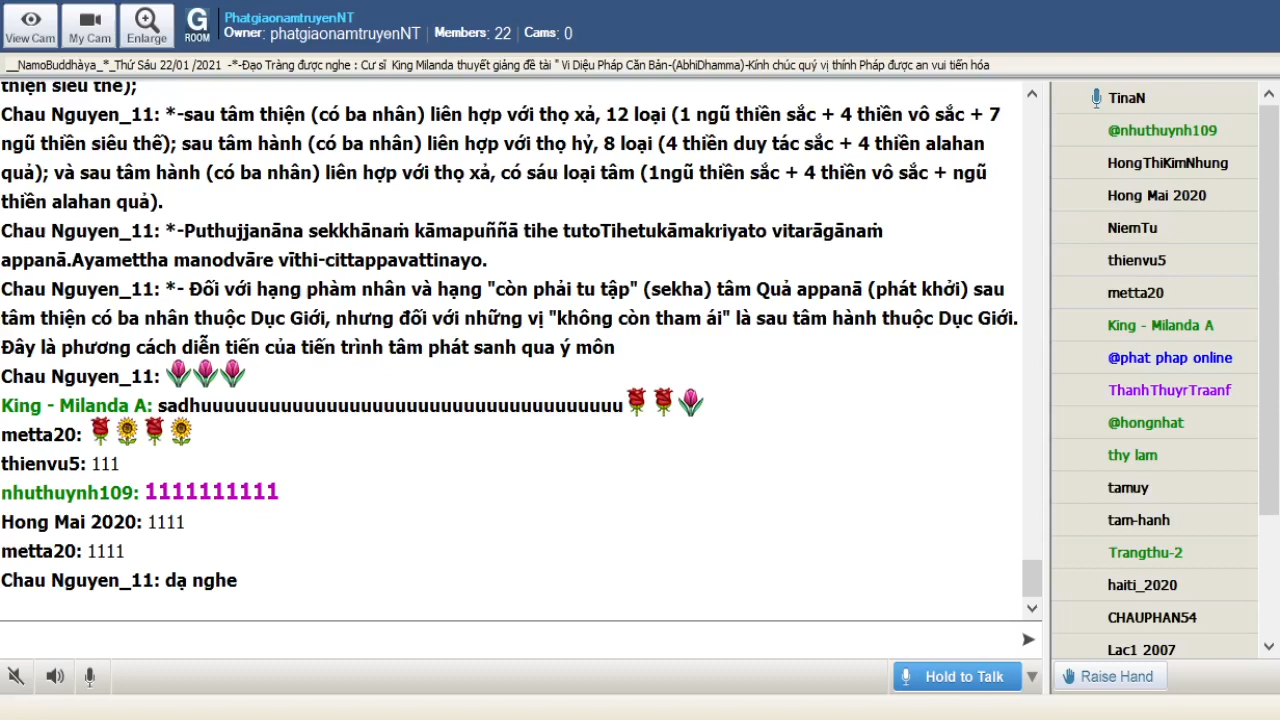 View Cam
My Cam
Enlarge
G
ROOM
PhatgiaonamtruyenNT
Owner: phatgiaonamtruyenNT | Members: 22 | Cams: 0
__NamoBuddhàya_*_Thứ Sáu 22/01 /2021 -*-Đạo Tràng được nghe : Cư sĩ King Milanda thuyết giảng đề tài " Vi Diệu Pháp Căn Bản-(AbhiDhamma)-Kính chúc quý vị thính Pháp được an vui tiến hóa
thiện siêu thế);
Chau Nguyen_11: *-sau tâm thiện (có ba nhân) liên hợp với thọ xả, 12 loại (1 ngũ thiền sắc + 4 thiền vô sắc + 7
ngũ thiền siêu thế); sau tâm hành (có ba nhân) liên hợp với thọ hỷ, 8 loại (4 thiền duy tác sắc + 4 thiền alahan
quả); và sau tâm hành (có ba nhân) liên hợp với thọ xả, có sáu loại tâm (1ngũ thiền sắc + 4 thiền vô sắc + ngũ
thiền alahan quả).
Chau Nguyen_11: *-Puthujjanāna sekkhānaṁ kāmapuññā tihe tutoTihetukāmakriyato vitarāgānaṁ
appanā.Ayamettha manodvāre vīthi-cittappavattinayo.
Chau Nguyen_11: *- Đối với hạng phàm nhân và hạng "còn phải tu tập" (sekha) tâm Quả appanā (phát khởi) sau
tâm thiện có ba nhân thuộc Dục Giới, nhưng đối với những vị "không còn tham ái" là sau tâm hành thuộc Dục Giới.
Đây là phương cách diễn tiến của tiến trình tâm phát sanh qua ý môn
Chau Nguyen_11:
King - Milanda A: sadhuuuuuuuuuuuuuuuuuuuuuuuuuuuuuuuuuuuuu
metta20:
thienvu5: 111
nhuthuynh109: 1111111111
Hong Mai 2020: 1111
metta20: 1111
Chau Nguyen_11: dạ nghe
Hold to Talk
TinaN
@nhuthuynh109
HongThiKimNhung
Hong Mai 2020
NiemTu
thienvu5
metta20
King - Milanda A
@phat phap online
ThanhThuyrTraanf
@hongnhat
thy lam
tamuy
tam-hanh
Trangthu-2
haiti_2020
CHAUPHAN54
Lac1 2007
Raise Hand